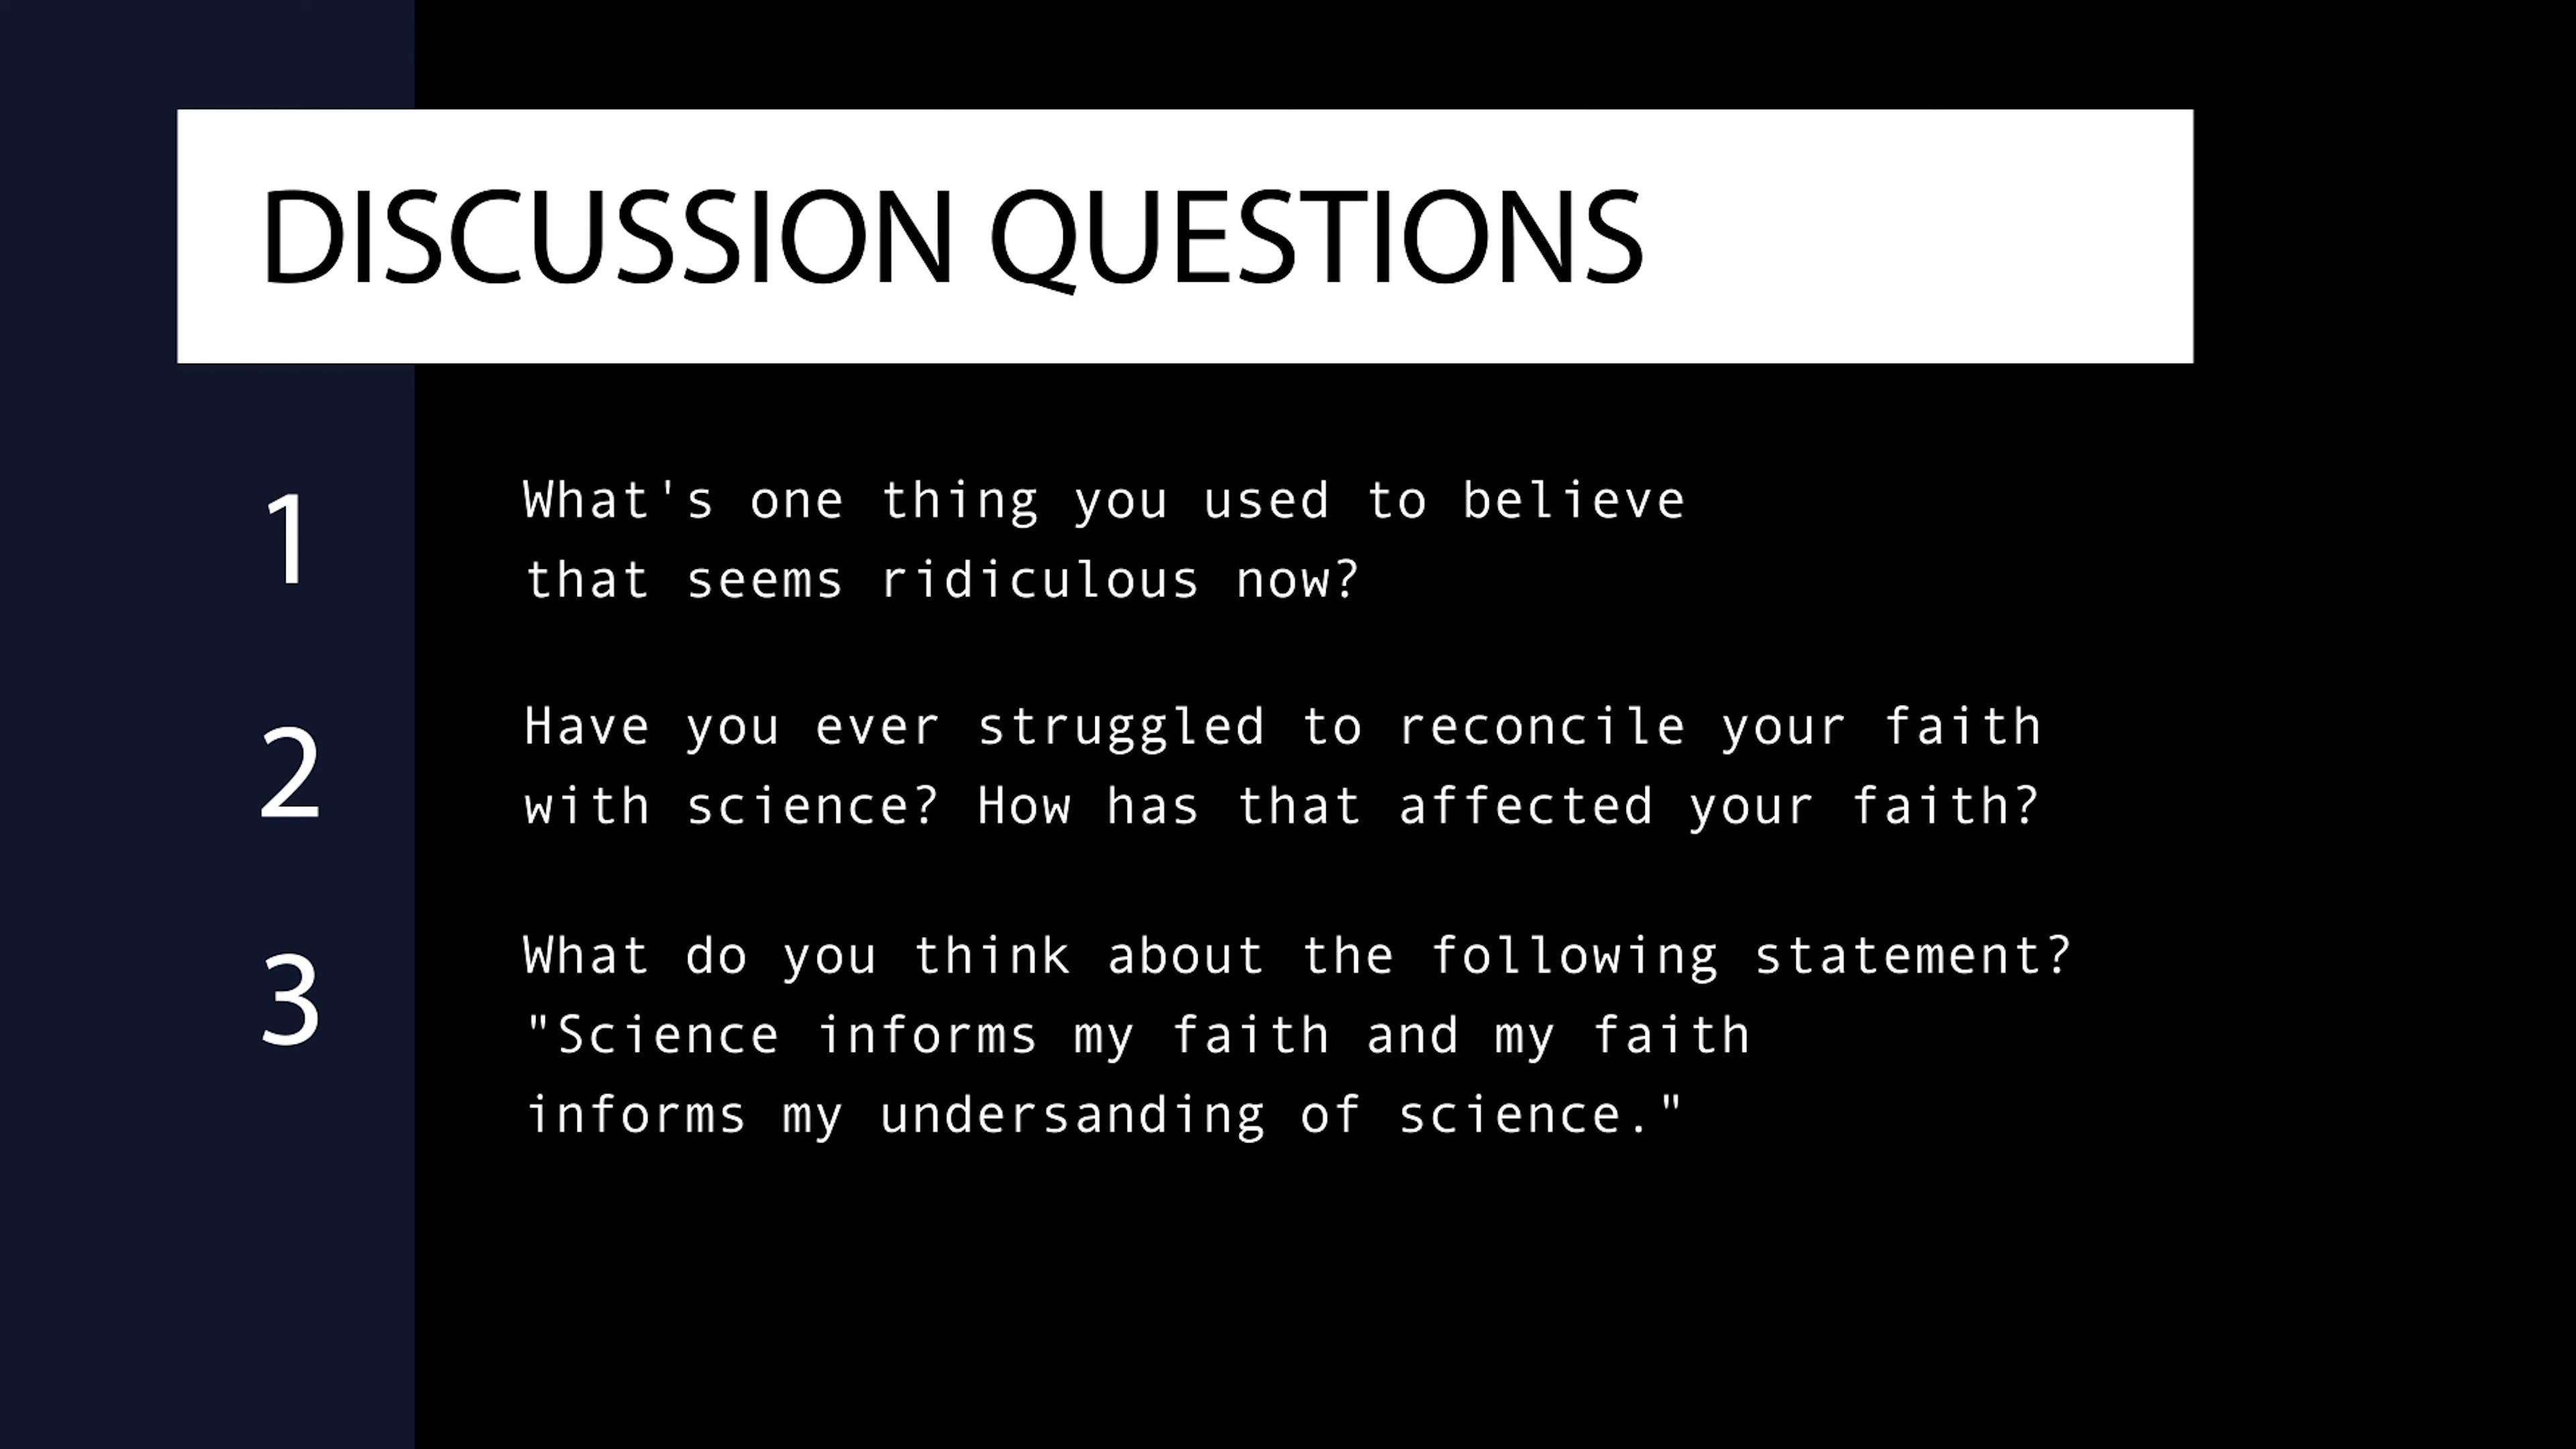 DISCUSSION QUESTIONS
1
What's one thing you used to believe
that seems ridiculous now?
2
Have you ever struggled to reconcile your faith
with science? How has that affected your faith?
3
What do you think about the following statement?
"Science informs my faith and my faith
informs my undersanding of science."